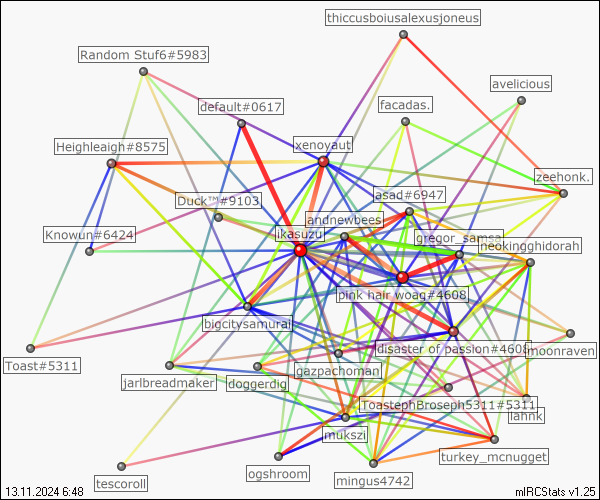 thiccusboiusalexusjoneus
Random Stuf6#5983
avelicious
default#0617
facadas.
Heighleaigh#8575
xenoyaut
zeehonk.
asad#6947
Duck™#9103
andnewbees
Knowun#6424
ikasuzu
gregor_samsa
neokingghidorah
pink hair woag#4608
bigcitysamurai
disaster of passion#4605
moonraven
Toast#5311
gazpachoman
jarlbreadmaker
doggerdig
ToastephBroseph5311#5311
lahnk
mukszi
turkey_mcnugget
ogshroom
mingus4742
tescoroll
13.11.2024 6:48
mIRCStats v1.25